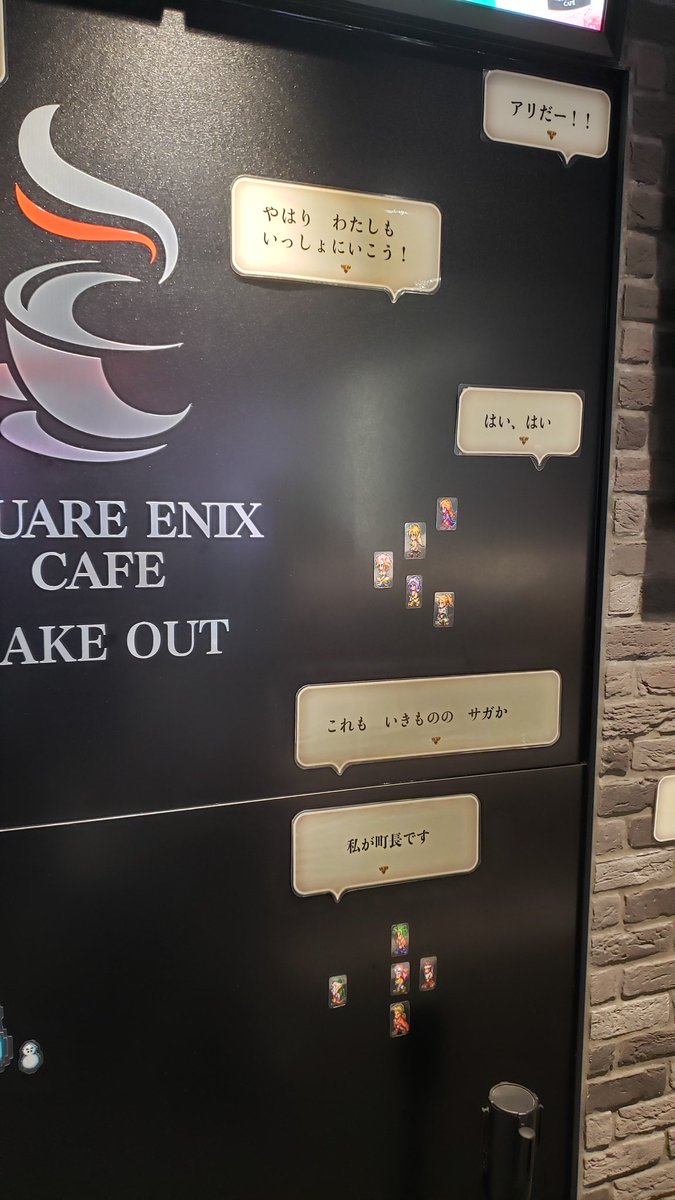 CAFE
アリだー！！
やはり　わたしも
いっしょにいこう！
はい、はい
UARE ENIX
CAFE
AKE OUT
これも　いきものの　サガか
私が町長です